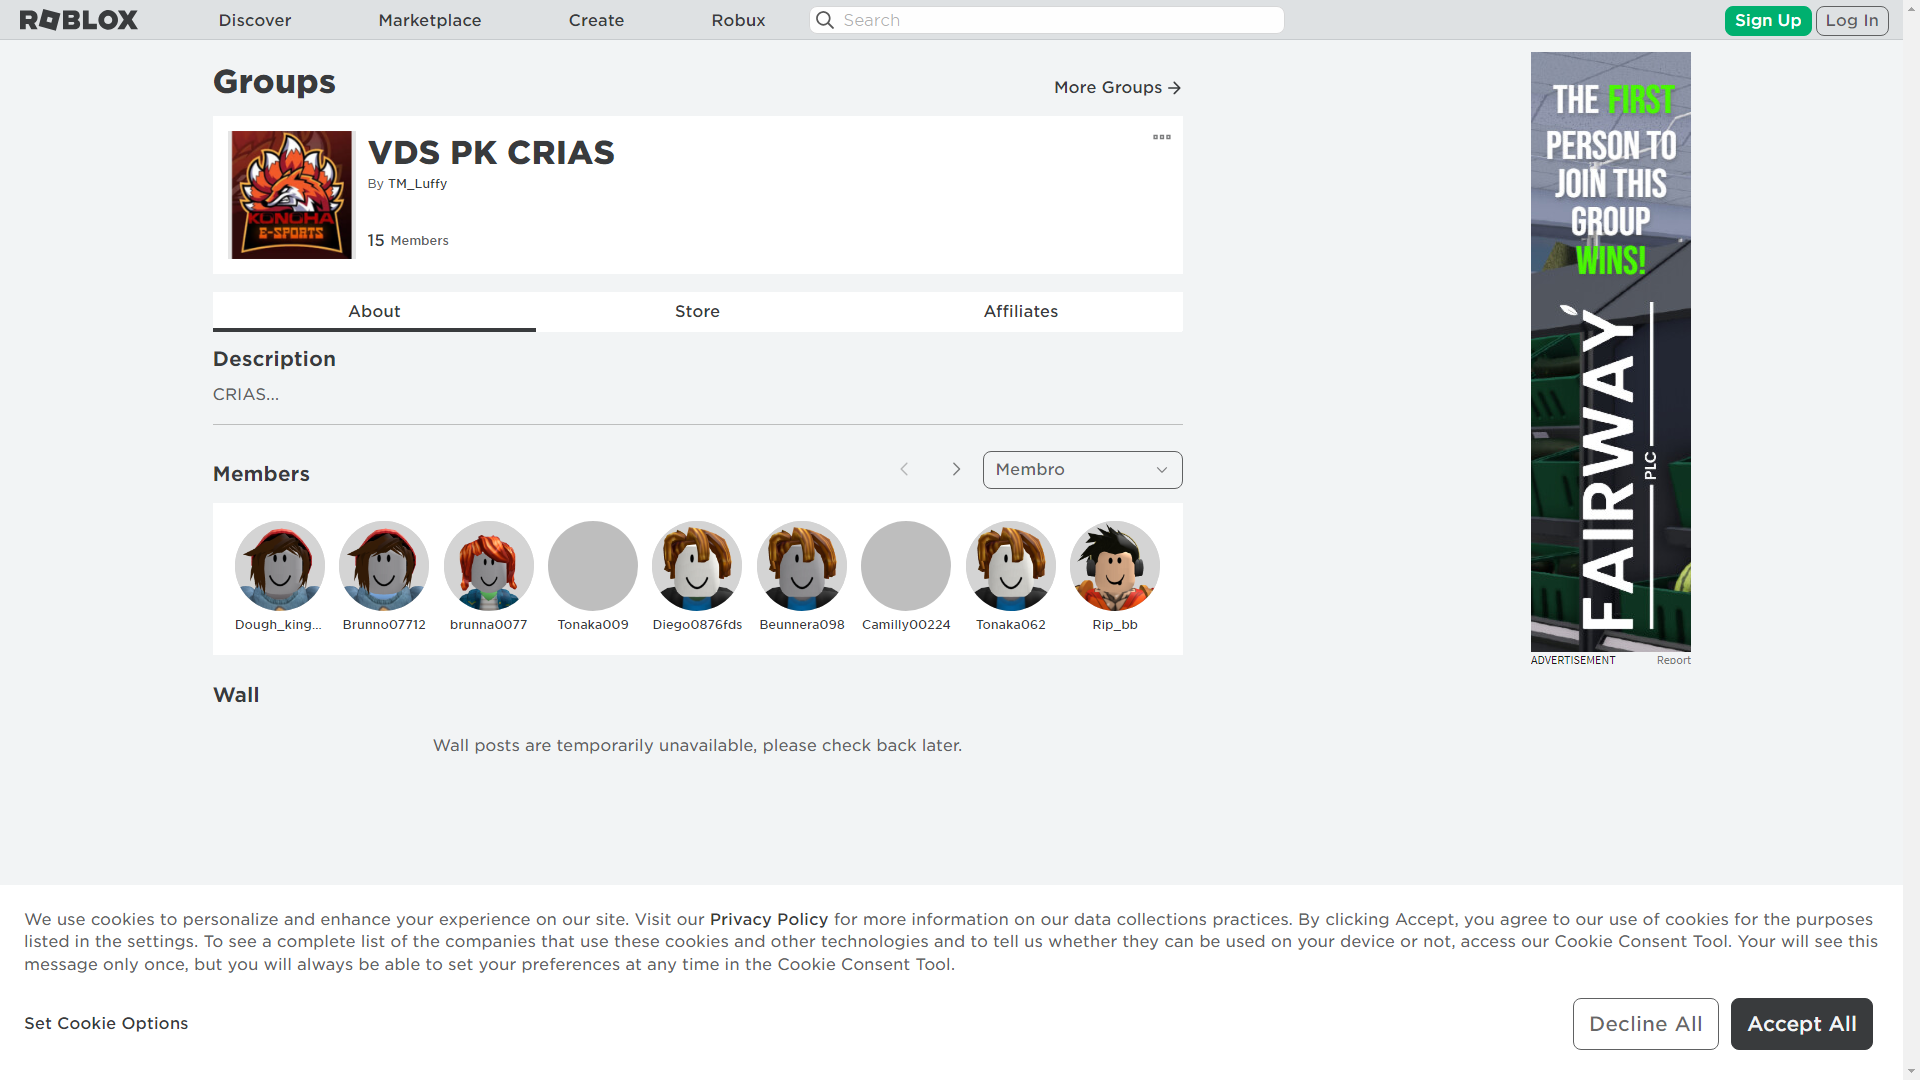 ROBLOX
Discover
Marketplace
Create
Robux
Search
Sign Up
Log In
Groups
More Groups
VDS PK CRIAS
By TM_Luffy
15 Members
KONOHA
E-SPORTS
About
Store
Affiliates
Description
CRIAS...
Members
Membro
Dough_king...
Brunno07712
brunna0077
Tonaka009
Diego0876fds
Beunnera098
Camilly00224
Tonaka062
Rip_bb
Wall
Wall posts are temporarily unavailable, please check back later.
THE FIRST
PERSON TO
JOIN THIS
GROUP
WINS!
FAIRWAY
PLC
ADVERTISEMENT
Report
We use cookies to personalize and enhance your experience on our site. Visit our Privacy Policy for more information on our data collections practices. By clicking Accept, you agree to our use of cookies for the purposes
listed in the settings. To see a complete list of the companies that use these cookies and other technologies and to tell us whether they can be used on your device or not, access our Cookie Consent Tool. Your will see this
message only once, but you will always be able to set your preferences at any time in the Cookie Consent Tool.
Set Cookie Options
Decline All
Accept All